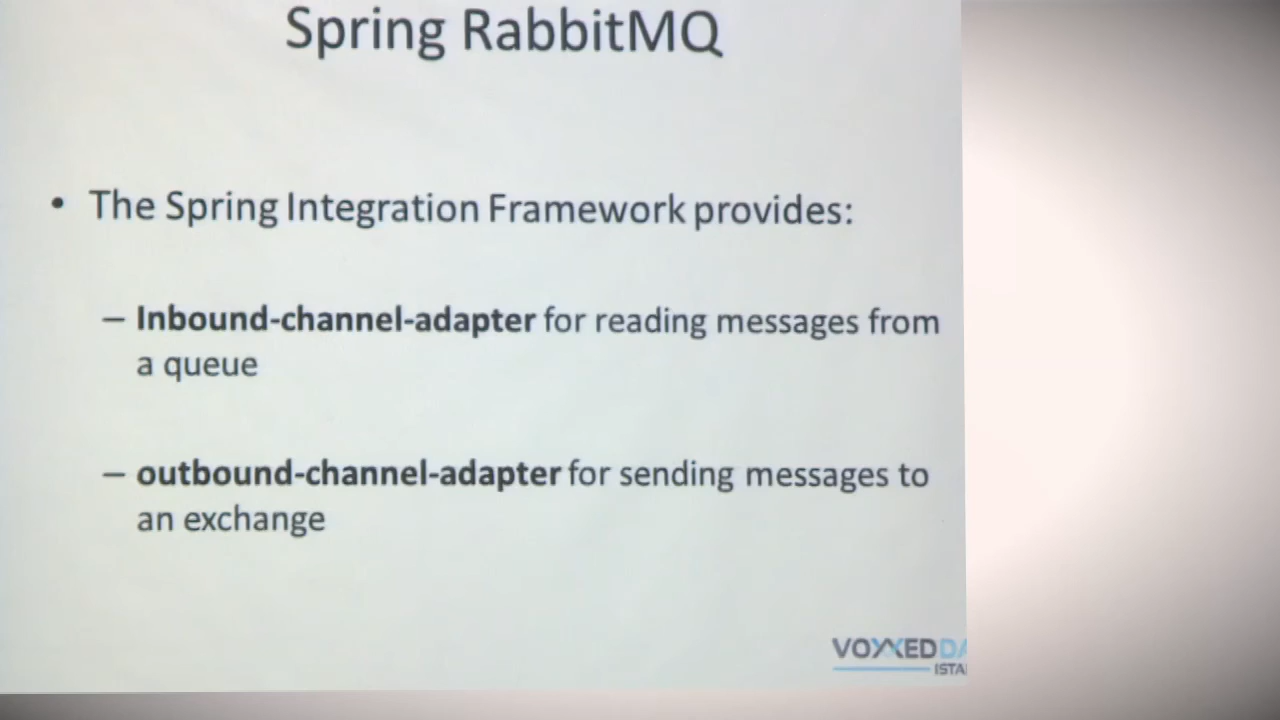 Spring RabbitMQ
• The Spring Integration Framework provides:
– Inbound-channel-adapter for reading messages from
a queue
– outbound-channel-adapter for sending messages to
an exchange
VOXXEDDA
ISTA